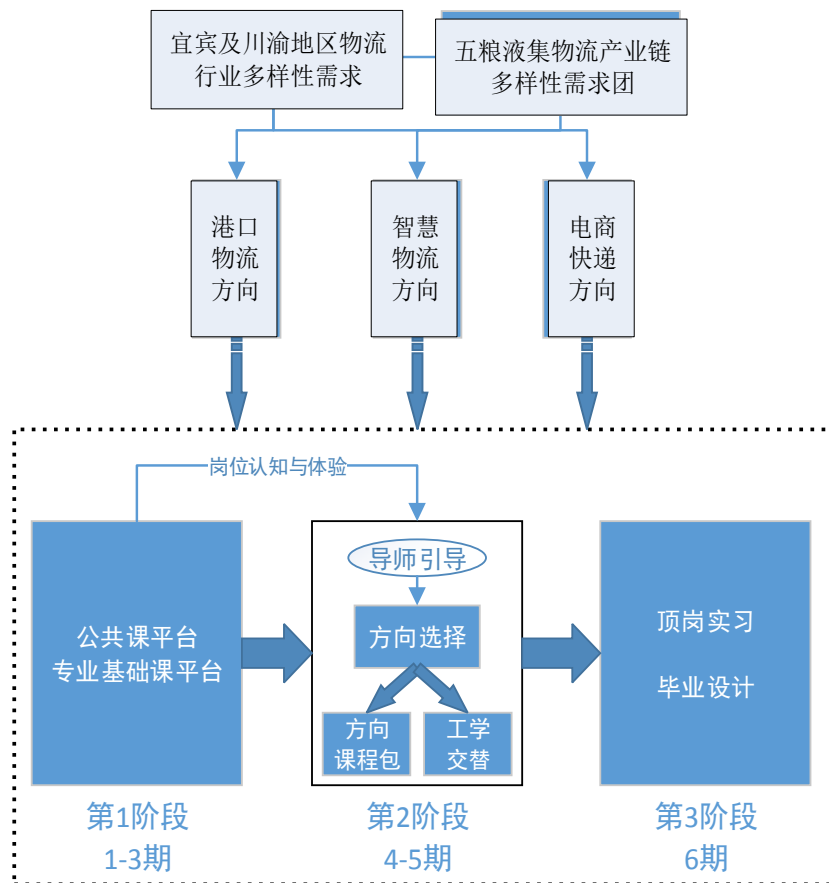 宜宾及川渝地区物流
行业多样性需求
五粮液集物流产业链
多样性需求团
港口
物流
方向
智慧
物流
方向
电商
快递
方向
岗位认知与体验
公共课平台
专业基础课平台
导师引导
方向选择
方向
课程包
工学
交替
顶岗实习
毕业设计
第1阶段
1-3期
第2阶段
4-5期
第3阶段
6期